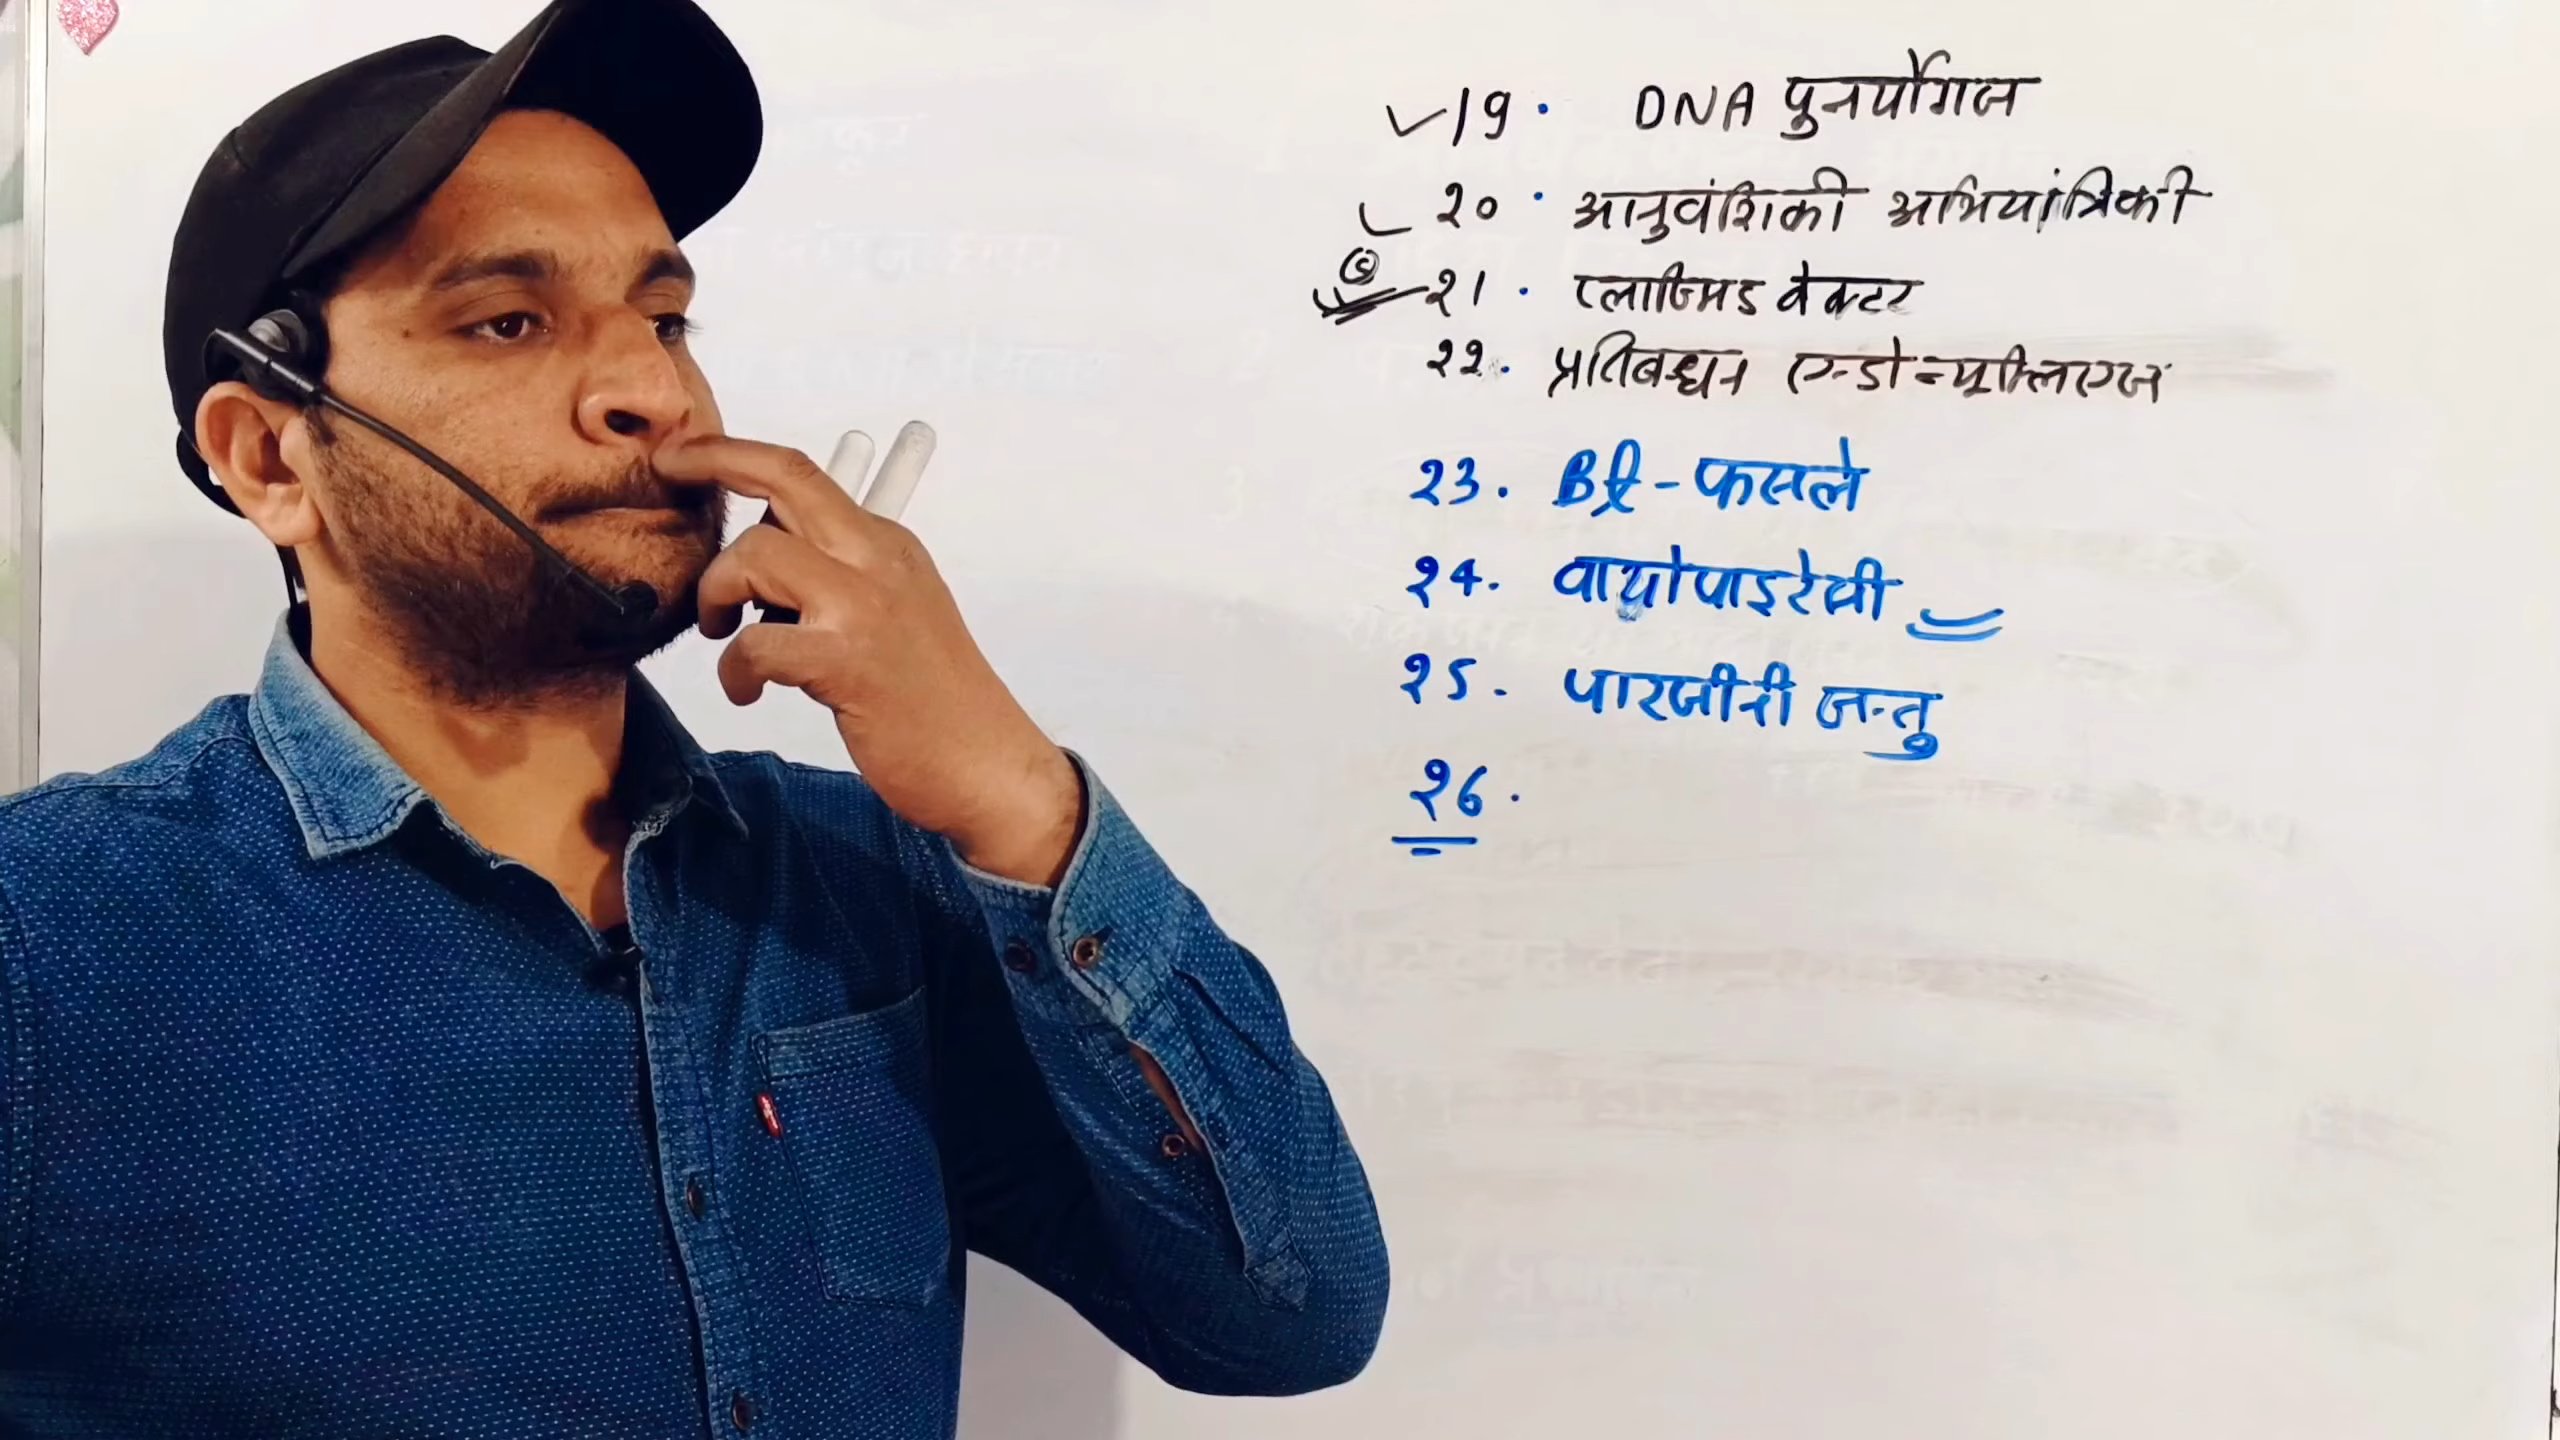 19. DNA पुनर्योगज
20. आनुवंशिकी अभियांत्रिकी
21. प्लाज्मिड वेक्टर
22. प्रतिबन्धन एन्डोन्यूक्लिएज
23. Bt-फसले
24. वायोपाइरेसी
25. पारजीनी जन्तु
26.